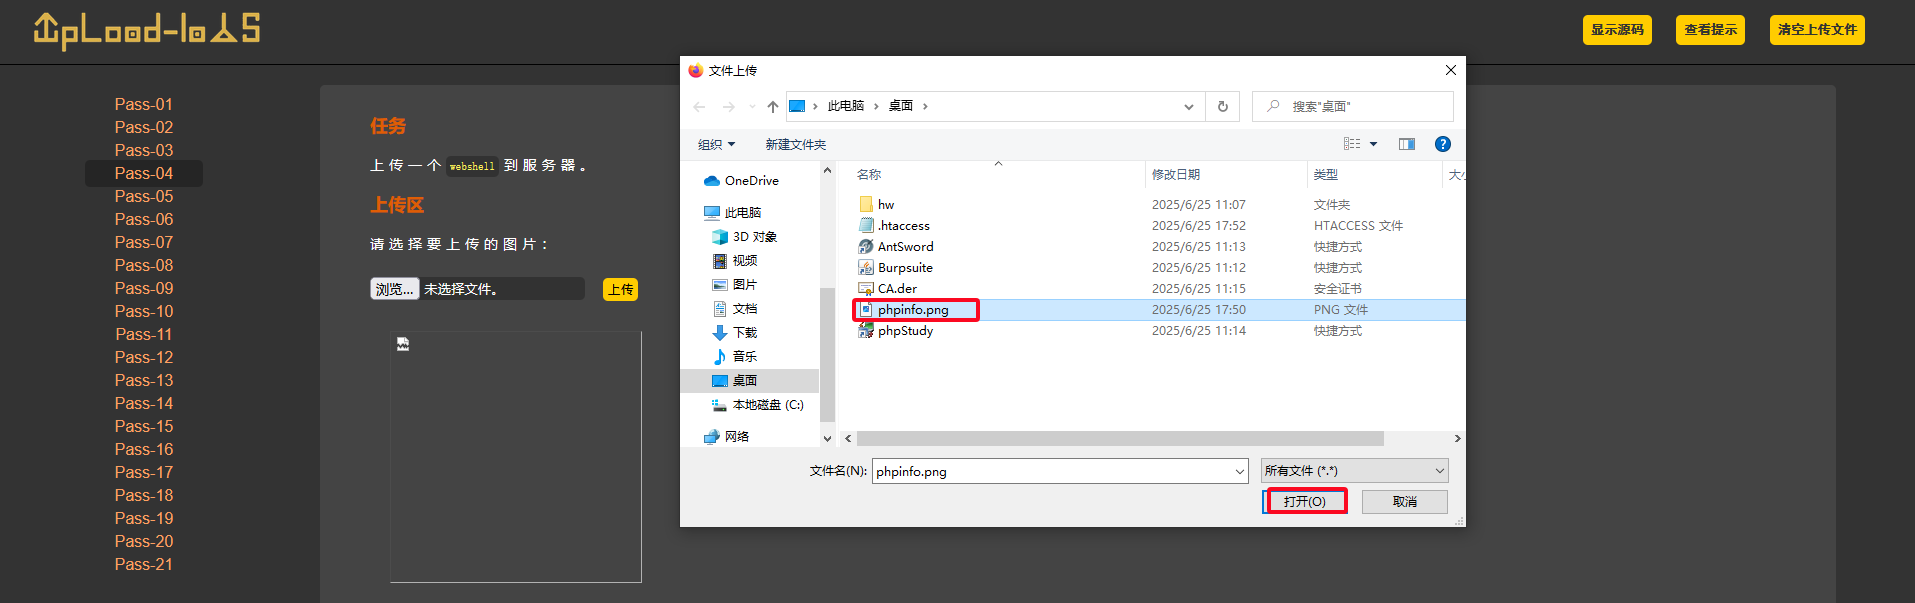 UpLoad-labs
显示源码
查看提示
清空上传文件
Pass-01
Pass-02
Pass-03
Pass-04
Pass-05
Pass-06
Pass-07
Pass-08
Pass-09
Pass-10
Pass-11
Pass-12
Pass-13
Pass-14
Pass-15
Pass-16
Pass-17
Pass-18
Pass-19
Pass-20
Pass-21
任务
上传一个 webshell 到服务器。
上传区
请选择要上传的图片：
浏览... 未选择文件。 上传
文件上传
此电脑 › 桌面 ›
搜索"桌面"
组织 新建文件夹
OneDrive
此电脑
3D 对象
视频
图片
文档
下载
音乐
桌面
本地磁盘 (C:)
网络
名称 修改日期 类型 大小
hw 2025/6/25 11:07 文件夹
.htaccess 2025/6/25 17:52 HTACCESS 文件
AntSword 2025/6/25 11:13 快捷方式
Burpsuite 2025/6/25 11:12 快捷方式
CA.der 2025/6/25 11:15 安全证书
phpinfo.png 2025/6/25 17:50 PNG 文件
phpStudy 2025/6/25 11:14 快捷方式
文件名(N): phpinfo.png 所有文件 (*.*)
打开(O) 取消